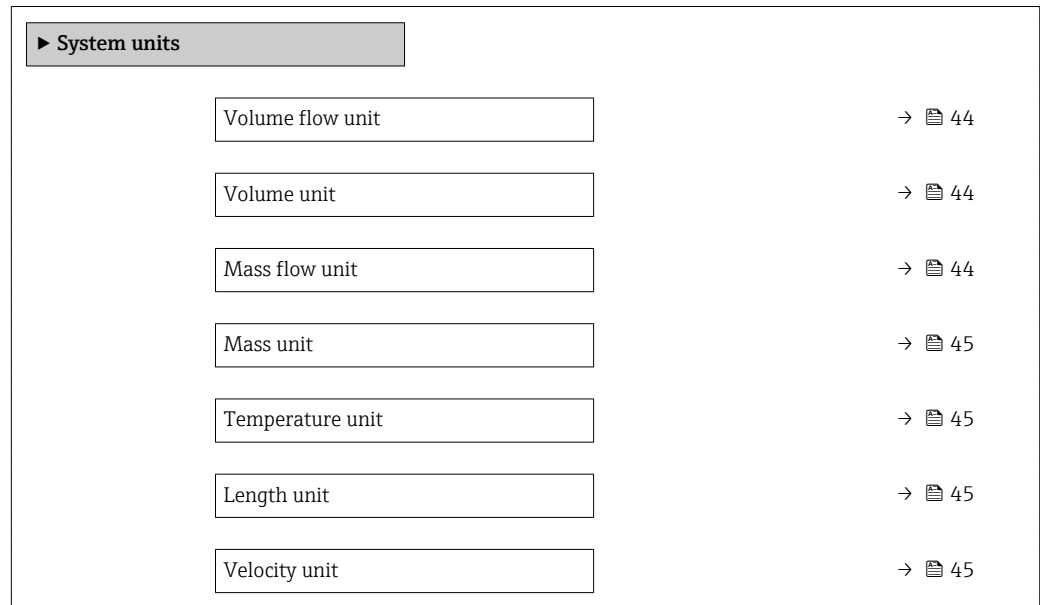 ▶ System units
Volume flow unit → 44
Volume unit → 44
Mass flow unit → 44
Mass unit → 45
Temperature unit → 45
Length unit → 45
Velocity unit → 45